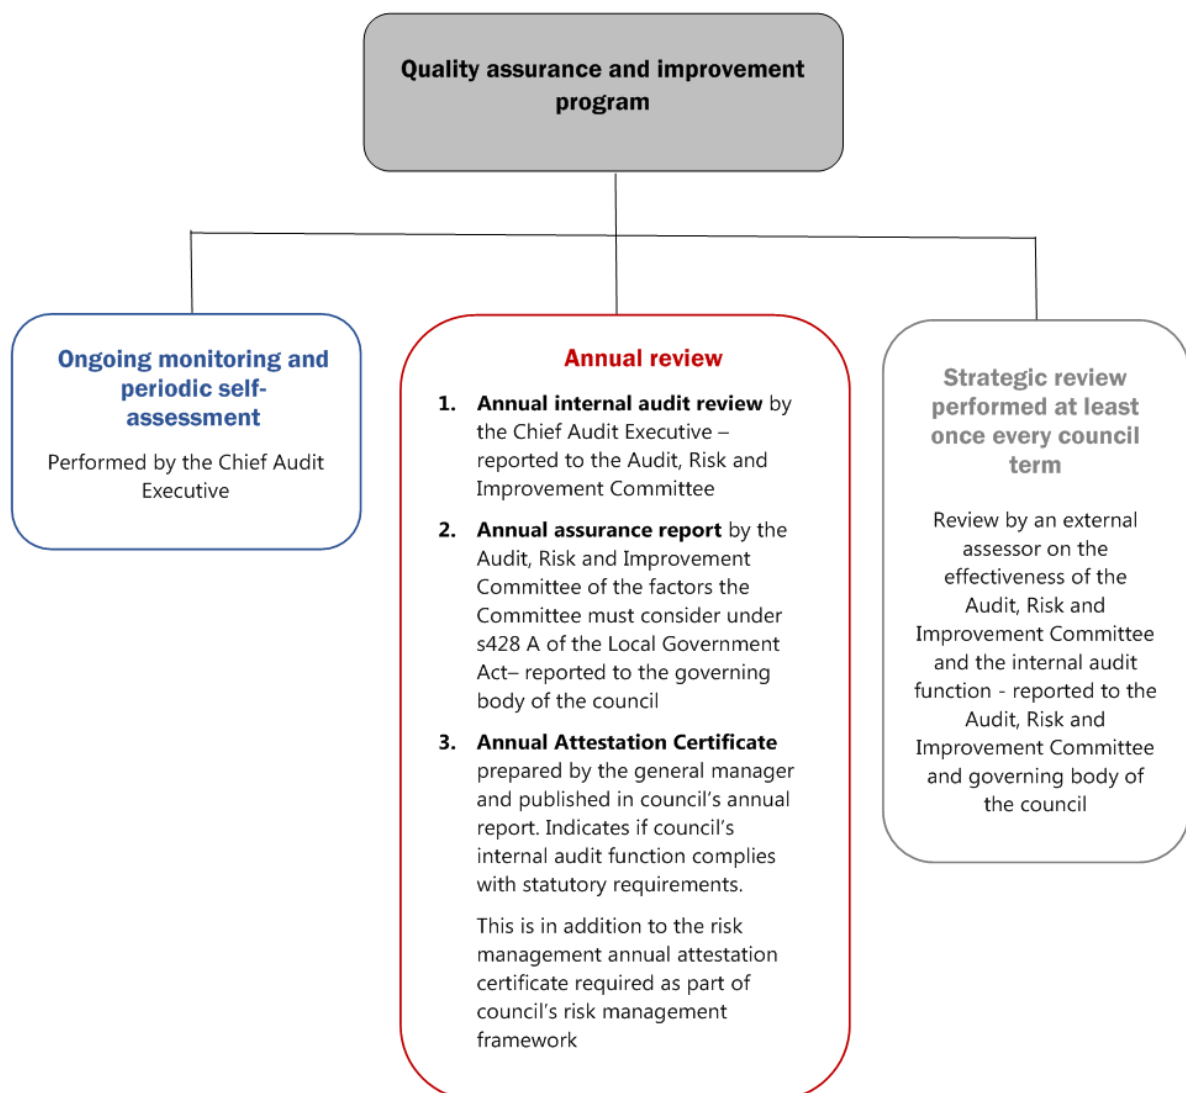 Quality assurance and improvement
program
Ongoing monitoring and
periodic self-
assessment
Performed by the Chief Audit
Executive
Annual review
1. Annual internal audit review by
the Chief Audit Executive –
reported to the Audit, Risk and
Improvement Committee
2. Annual assurance report by the
Audit, Risk and Improvement
Committee of the factors the
Committee must consider under
s428 A of the Local Government
Act– reported to the governing
body of the council
3. Annual Attestation Certificate
prepared by the general manager
and published in council’s annual
report. Indicates if council’s
internal audit function complies
with statutory requirements.
This is in addition to the risk
management annual attestation
certificate required as part of
council’s risk management
framework
Strategic review
performed at least
once every council
term
Review by an external
assessor on the
effectiveness of the
Audit, Risk and
Improvement Committee
and the internal audit
function - reported to the
Audit, Risk and
Improvement Committee
and governing body of
the council